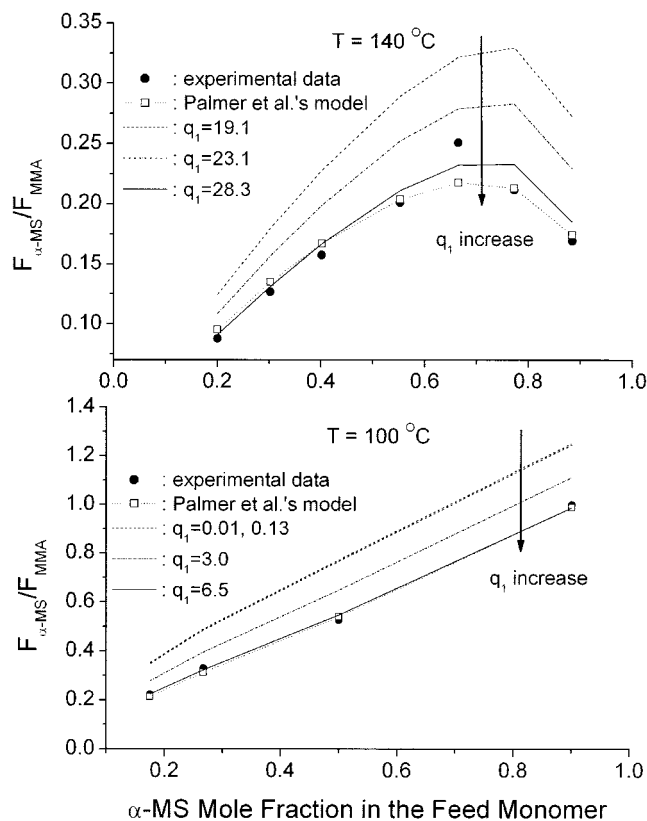 T = 140 °C
F_α-MS/F_MMA
0.35
0.30
0.25
0.20
0.15
0.10
: experimental data
: Palmer et al.'s model
: q₁=19.1
: q₁=23.1
: q₁=28.3
q₁ increase
0.0 0.2 0.4 0.6 0.8 1.0
T = 100 °C
F_α-MS/F_MMA
1.4
1.2
1.0
0.8
0.6
0.4
0.2
0.0
: experimental data
: Palmer et al.'s model
: q₁=0.01, 0.13
: q₁=3.0
: q₁=6.5
q₁ increase
0.2 0.4 0.6 0.8 1.0
α-MS Mole Fraction in the Feed Monomer